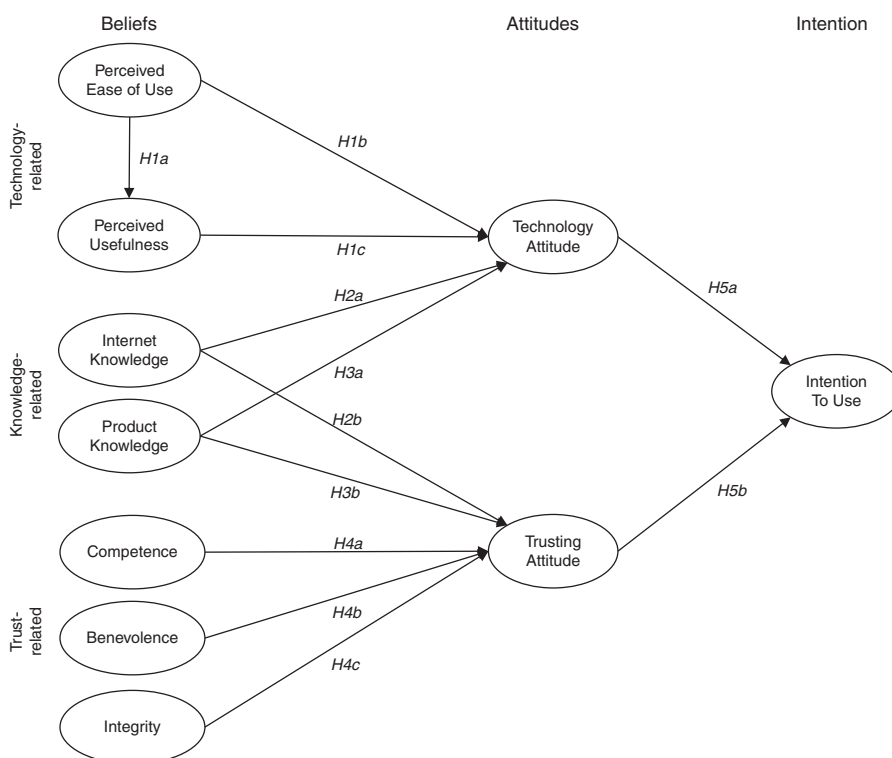 Beliefs
Attitudes
Intention
Technology-
related
Perceived
Ease of Use
H1a
H1b
Perceived
Usefulness
H1c
Technology
Attitude
H2a
H5a
Knowledge-
related
Internet
Knowledge
H3a
Intention
To Use
Product
Knowledge
H2b
H3b
H5b
Trust-
related
Competence
H4a
Trusting
Attitude
Benevolence
H4b
H4c
Integrity